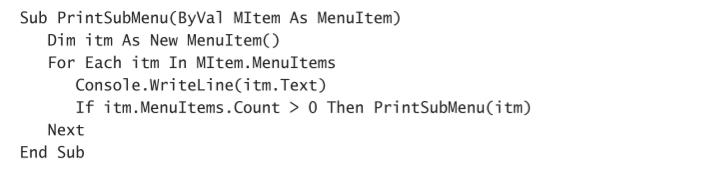 Sub PrintSubMenu(ByVal MItem As MenuItem)
   Dim itm As New MenuItem()
   For Each itm In MItem.MenuItems
      Console.WriteLine(itm.Text)
      If itm.MenuItems.Count > 0 Then PrintSubMenu(itm)
   Next
End Sub